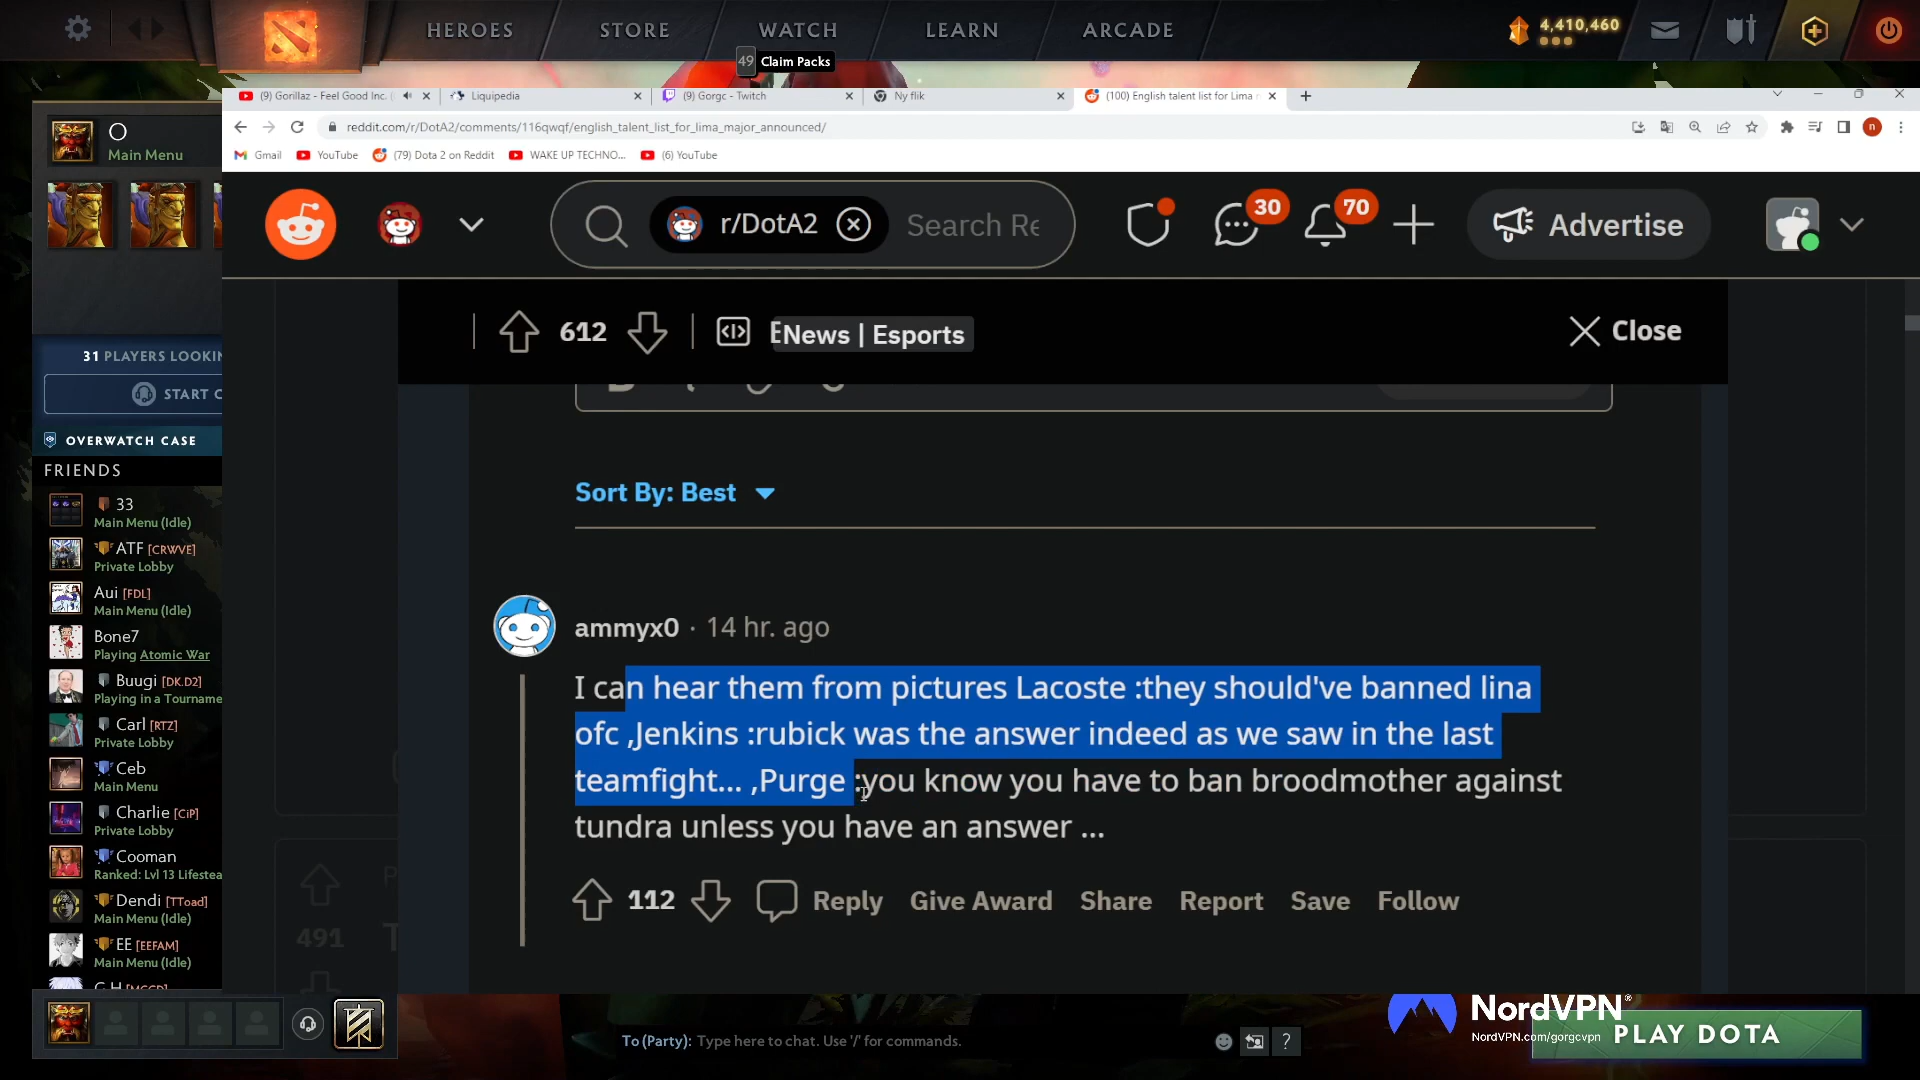 HEROES
STORE
WATCH
LEARN
ARCADE
4,410,460
49 Claim Packs
(9) Gorillaz - Feel Good Inc. (
Liquipedia
(9) Gorgc - Twitch
Ny flik
(100) English talent list for Lima
reddit.com/r/DotA2/comments/116qwqf/english_talent_list_for_lima_major_announced/
n
Gmail
YouTube
(79) Dota 2 on Reddit
WAKE UP TECHNO...
(6) YouTube
O
Main Menu
r/DotA2
Search Re
30
70
Advertise
612
News | Esports
Close
31 PLAYERS LOOKIN
START C
OVERWATCH CASE
FRIENDS
33
Main Menu (Idle)
ATF [CRWVE]
Private Lobby
Aui [FDL]
Main Menu (Idle)
Bone7
Playing Atomic War
Buugi [DK.D2]
Playing in a Tourname
Carl [RTZ]
Main Menu (Idle)
Ceb
Main Menu
Charlie [CiP]
Private Lobby
Cooman
Ranked: Lvl 13 Lifestea
Dendi [TToad]
Main Menu (Idle)
EE [EEFAM]
Main Menu (Idle)
Sort By: Best
ammyx0 · 14 hr. ago
I can hear them from pictures Lacoste :they should've banned lina
ofc ,Jenkins :rubick was the answer indeed as we saw in the last
teamfight... ,Purge :you know you have to ban broodmother against
tundra unless you have an answer ...
112
Reply
Give Award
Share
Report
Save
Follow
491
To (Party): Type here to chat. Use '/' for commands.
?
NordVPN®
NordVPN.com/gorgcvpn
PLAY DOTA